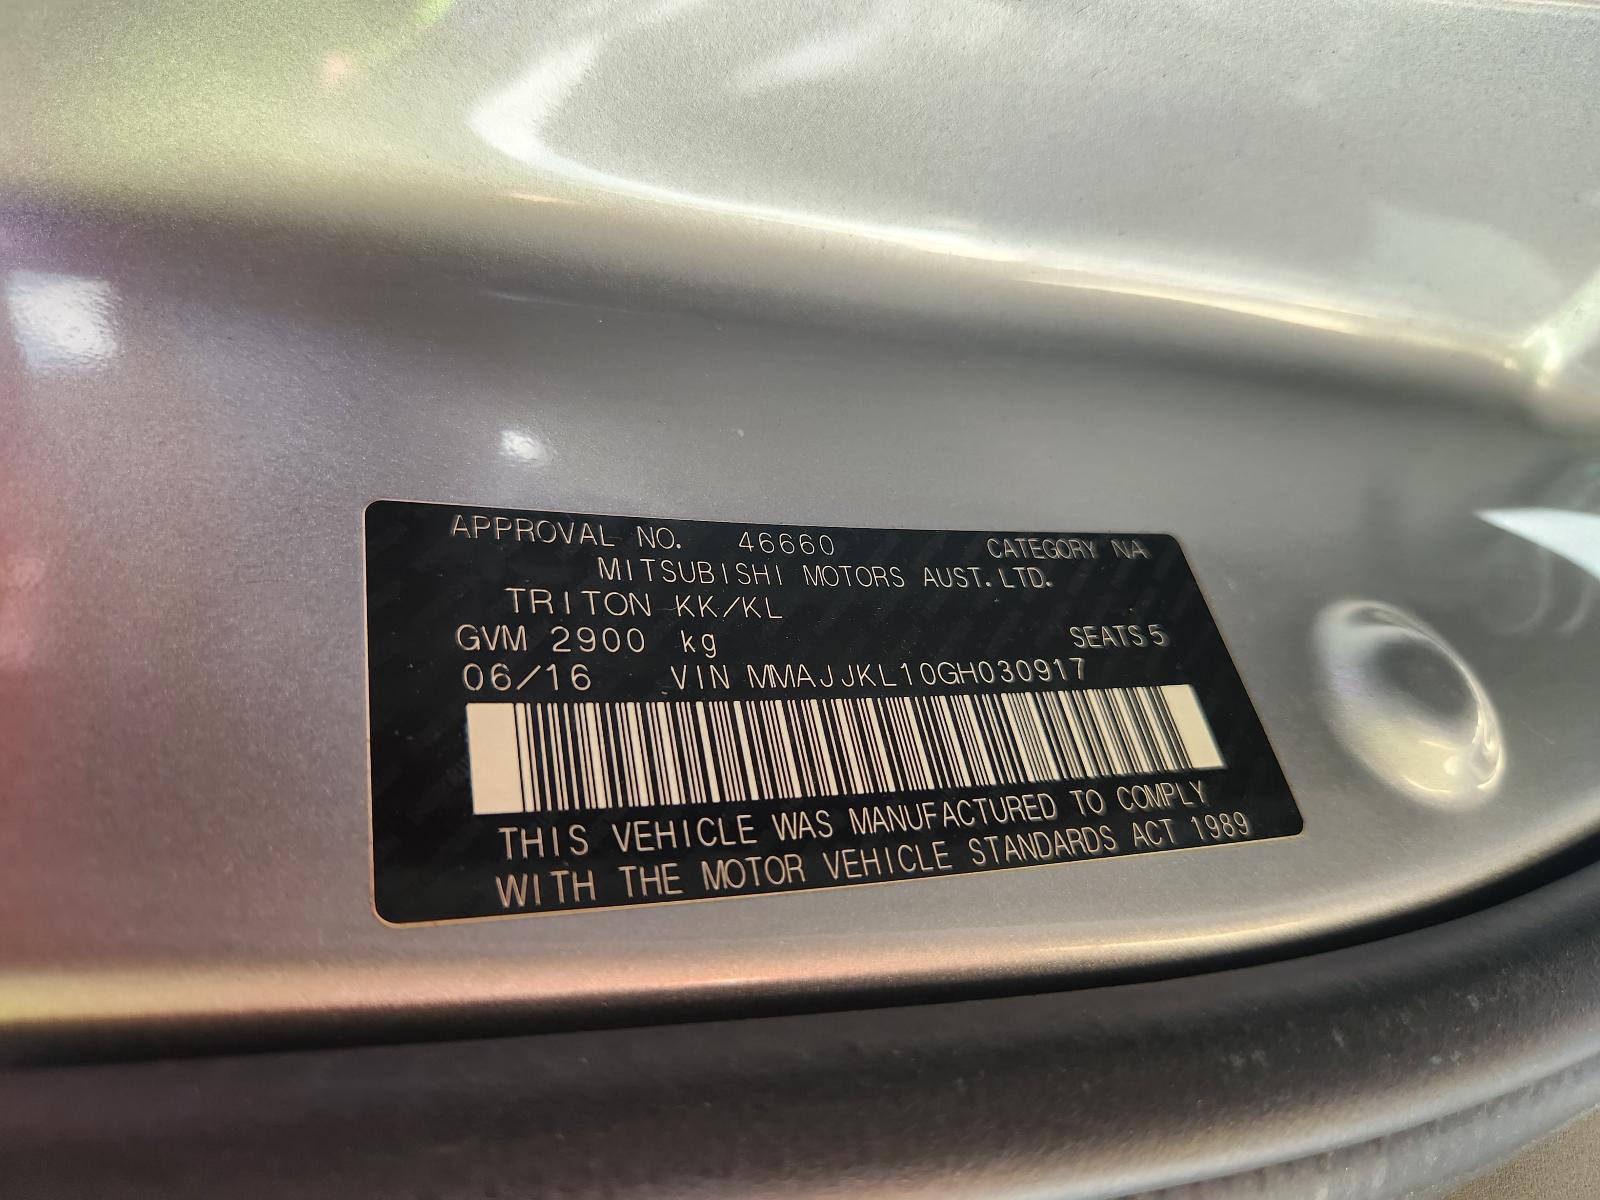 APPROVAL NO. 46660 CATEGORY NA
MITSUBISHI MOTORS AUST. LTD.
TRITON KK/KL
GVM 2900 kg SEATS 5
06/16 VIN MMAJJKL10GH030917
THIS VEHICLE WAS MANUFACTURED TO COMPLY
WITH THE MOTOR VEHICLE STANDARDS ACT 1989